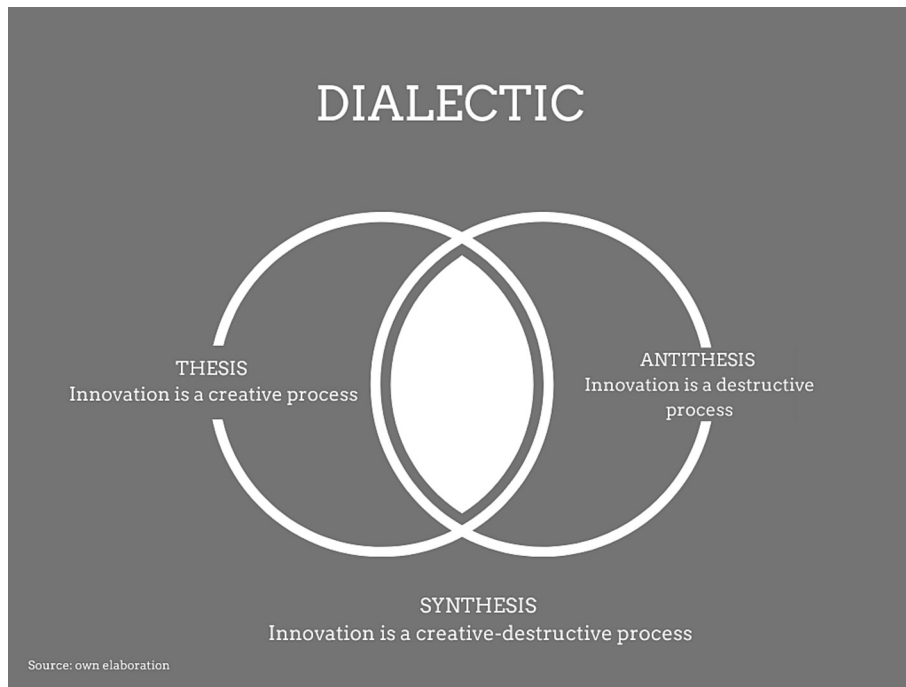 DIALECTIC
THESIS
Innovation is a creative process
ANTITHESIS
Innovation is a destructive
process
SYNTHESIS
Innovation is a creative-destructive process
Source: own elaboration